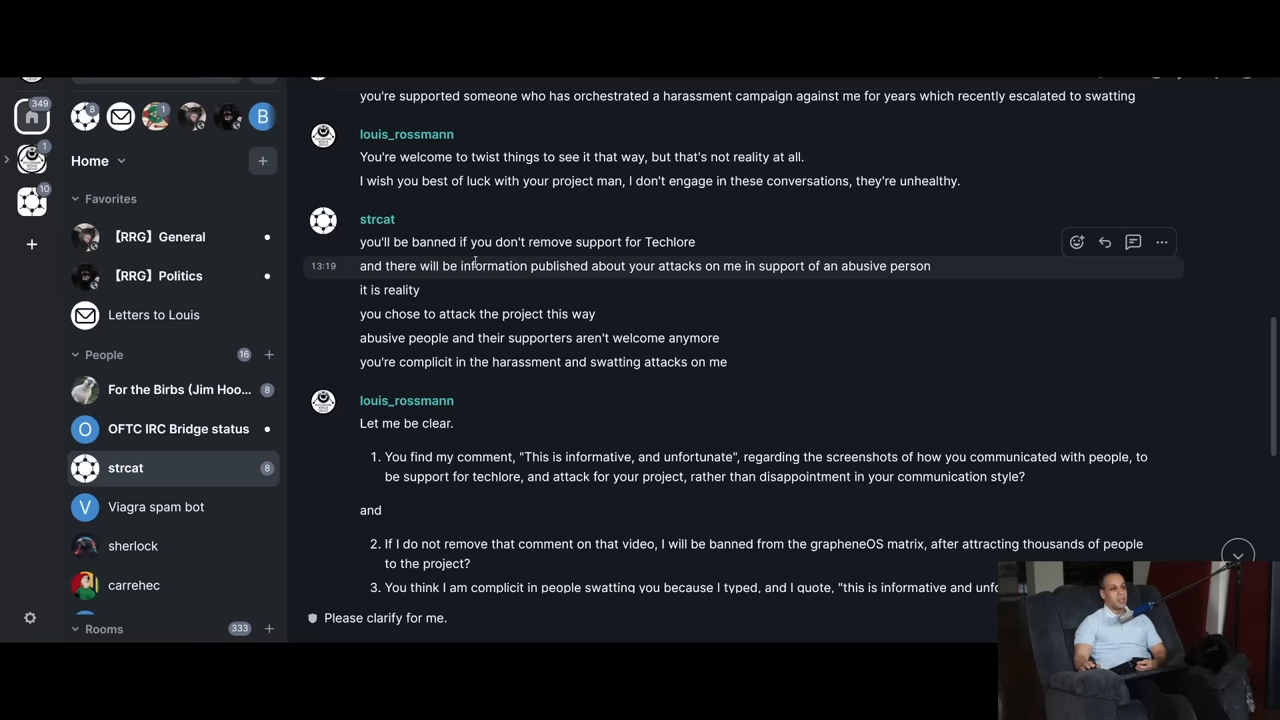 you're supported someone who has orchestrated a harassment campaign against me for years which recently escalated to swatting
349
8
1
B
louis_rossmann
1
Home
You're welcome to twist things to see it that way, but that's not reality at all.
I wish you best of luck with your project man, I don't engage in these conversations, they're unhealthy.
10
Favorites
strcat
【RRG】General
you'll be banned if you don't remove support for Techlore
13:19
and there will be information published about your attacks on me in support of an abusive person
【RRG】Politics
it is reality
Letters to Louis
you chose to attack the project this way
abusive people and their supporters aren't welcome anymore
People
16
you're complicit in the harassment and swatting attacks on me
For the Birbs (Jim Hoo...
8
louis_rossmann
Let me be clear.
O
OFTC IRC Bridge status
1. You find my comment, "This is informative, and unfortunate", regarding the screenshots of how you communicated with people, to
be support for techlore, and attack for your project, rather than disappointment in your communication style?
strcat
8
and
V
Viagra spam bot
2. If I do not remove that comment on that video, I will be banned from the grapheneOS matrix, after attracting thousands of people
to the project?
sherlock
3. You think I am complicit in people swatting you because I typed, and I quote, "this is informative and unfo
carrehec
Please clarify for me.
Rooms
333